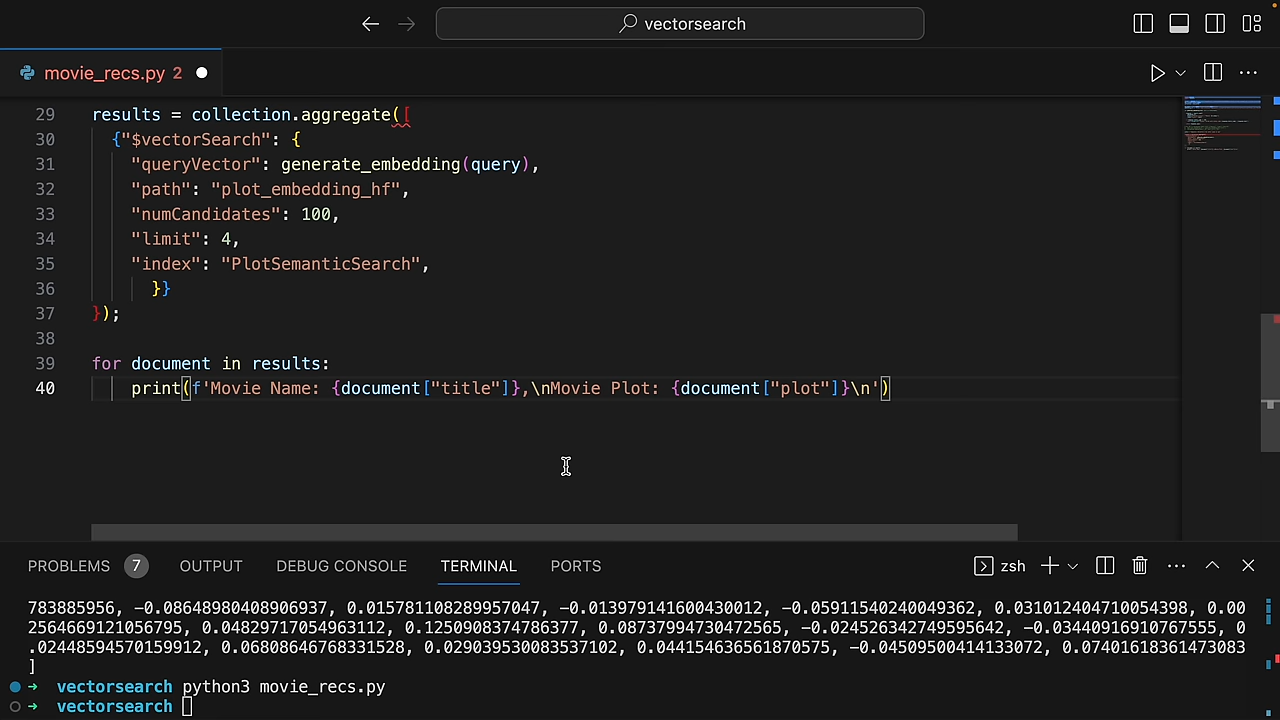 vectorsearch
movie_recs.py 2
29 results = collection.aggregate([
30 {"$vectorSearch": {
31 "queryVector": generate_embedding(query),
32 "path": "plot_embedding_hf",
33 "numCandidates": 100,
34 "limit": 4,
35 "index": "PlotSemanticSearch",
36 }}
37 });
38
39 for document in results:
40 print(f'Movie Name: {document["title"]},\nMovie Plot: {document["plot"]}\n')
PROBLEMS 7 OUTPUT DEBUG CONSOLE TERMINAL PORTS zsh
783885956, -0.08648980408906937, 0.015781108289957047, -0.013979141600430012, -0.05911540240049362, 0.031012404710054398, 0.00
2564669121056795, 0.04829717054963112, 0.1250908374786377, 0.08737994730472565, -0.024526342749595642, -0.03440916910767555, 0
.02448594570159912, 0.06808646768331528, 0.029039530083537102, 0.044154636561870575, -0.04509500414133072, 0.07401618361473083
]
vectorsearch python3 movie_recs.py
vectorsearch